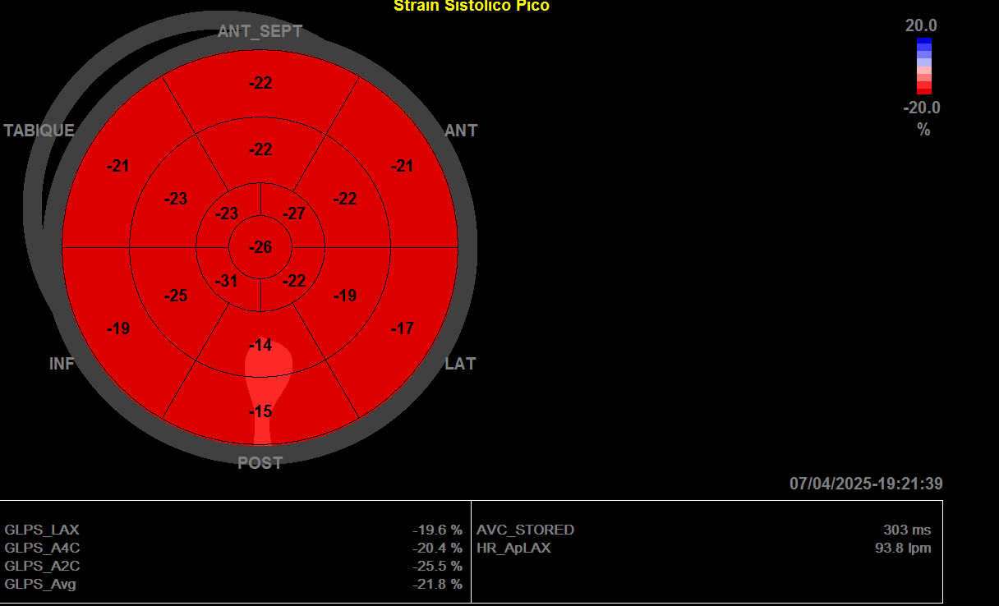 Strain Sistólico Pico
20.0
-20.0
%
ANT_SEPT
TABIQUE
ANT
INF
LAT
POST
-22
-21
-21
-22
-23
-22
-23
-27
-26
-31
-22
-25
-19
-19
-17
-14
-15
07/04/2025-19:21:39
GLPS_LAX -19.6 %
GLPS_A4C -20.4 %
GLPS_A2C -25.5 %
GLPS_Avg -21.8 %
AVC_STORED 303 ms
HR_ApLAX 93.8 lpm